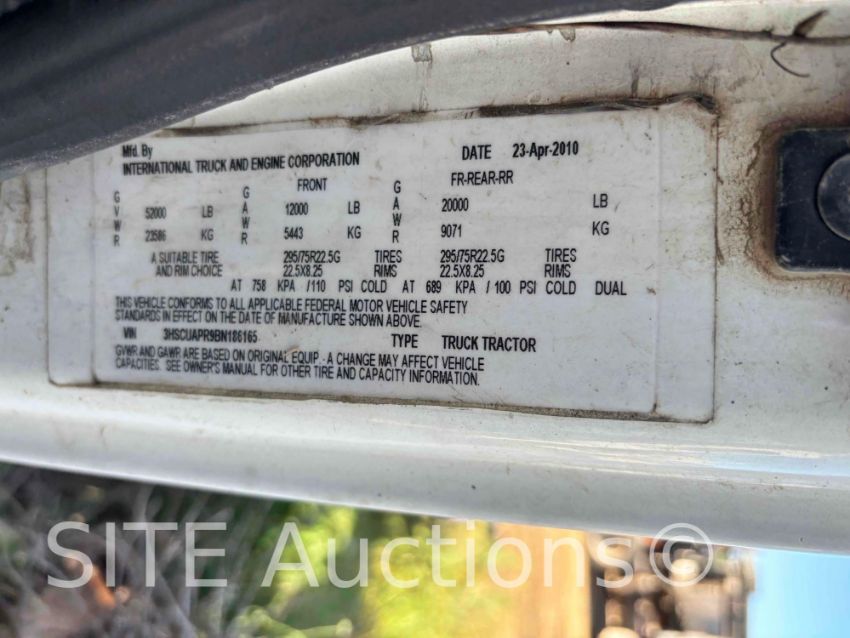 Mfd. By
INTERNATIONAL TRUCK AND ENGINE CORPORATION DATE 23-Apr-2010
GVWR 52000 LB 23586 KG GAWR FRONT 12000 LB 5443 KG GAWR FR-REAR-RR 20000 LB 9071 KG
A SUITABLE TIRE 295/75R22.5G TIRES 295/75R22.5G TIRES
AND RIM CHOICE 22.5X8.25 RIMS 22.5X8.25 RIMS
AT 758 KPA /110 PSI COLD AT 689 KPA /100 PSI COLD DUAL
THIS VEHICLE CONFORMS TO ALL APPLICABLE FEDERAL MOTOR VEHICLE SAFETY
STANDARDS IN EFFECT ON THE DATE OF MANUFACTURE SHOWN ABOVE.
VIN 3HSCUAPR9BN186165 TYPE TRUCK TRACTOR
GVWR AND GAWR ARE BASED ON ORIGINAL EQUIP - A CHANGE MAY AFFECT VEHICLE
CAPACITIES. SEE OWNER'S MANUAL FOR OTHER TIRE AND CAPACITY INFORMATION.
SITE Auctions©